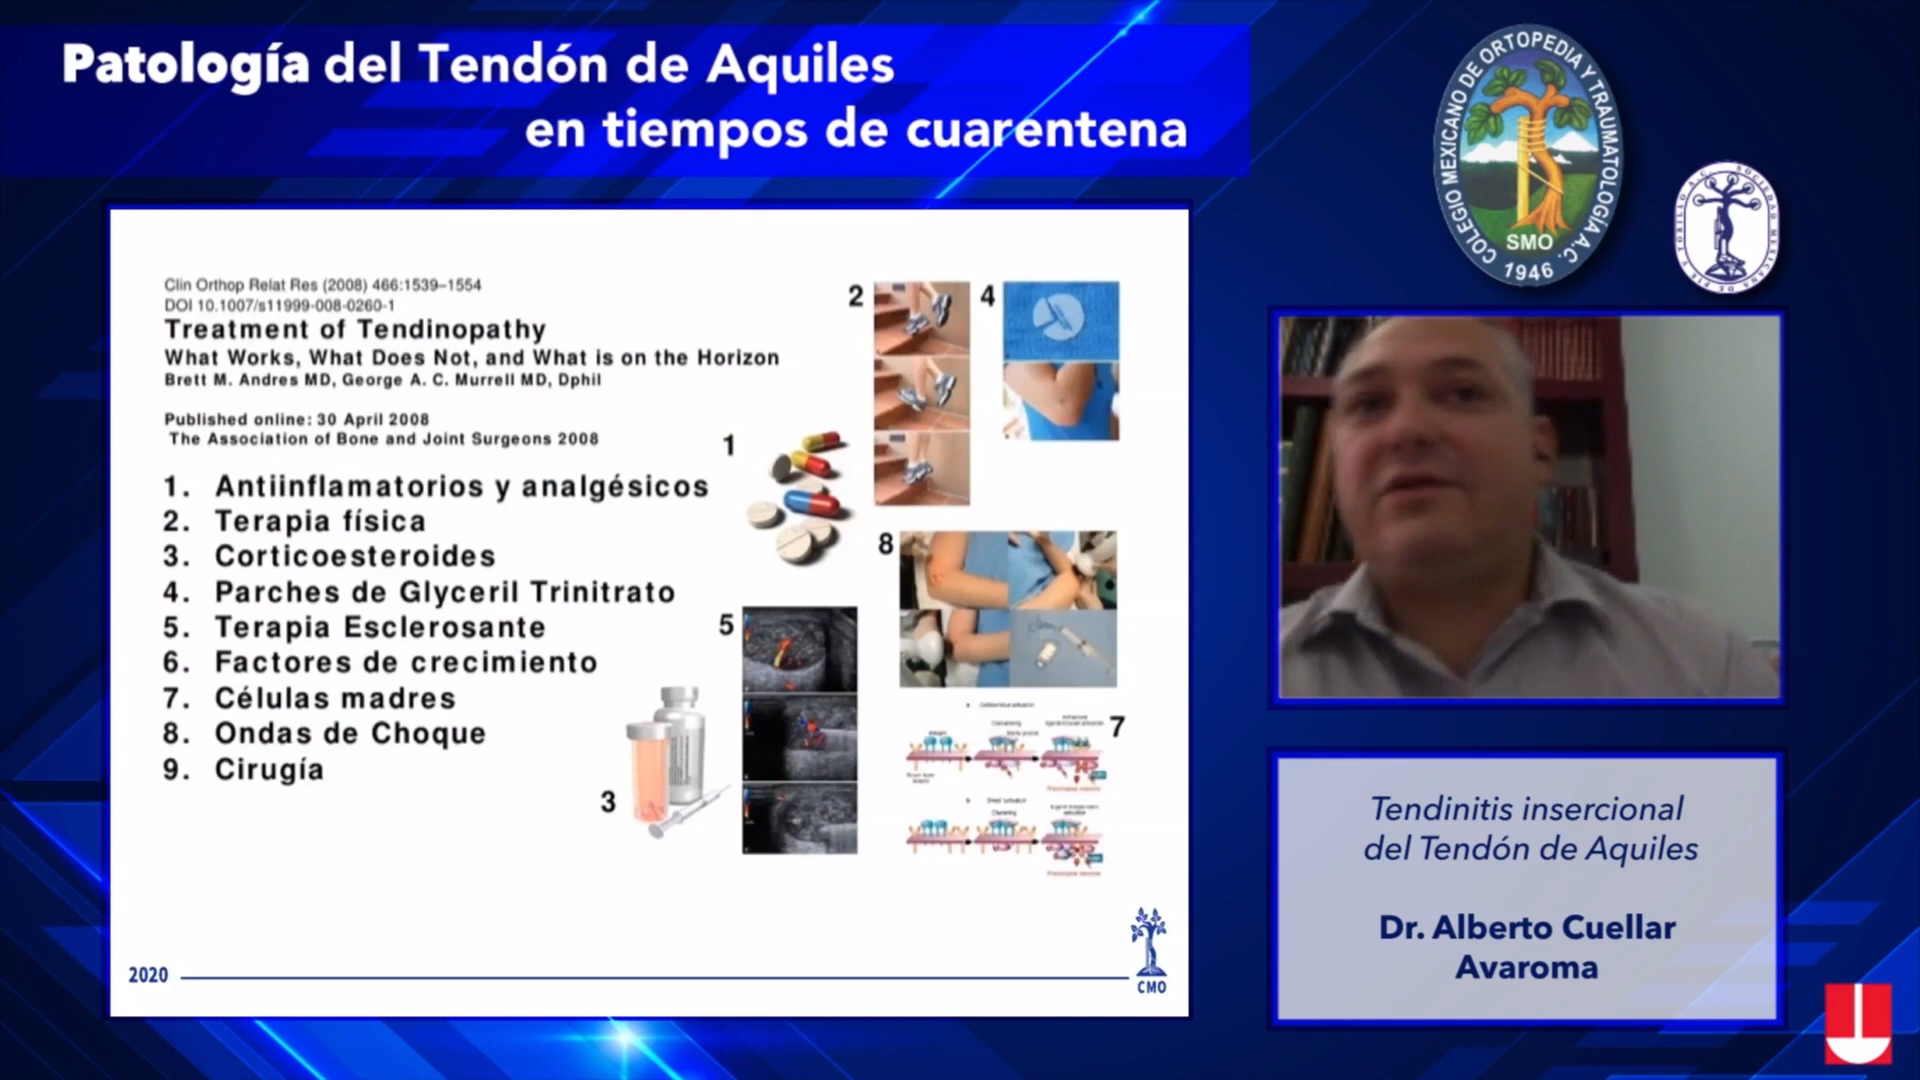 Patología del Tendón de Aquiles
en tiempos de cuarentena
COLEGIO MEXICANO DE ORTOPEDIA Y TRAUMATOLOGÍA A.C.
SMO
1946
Clin Orthop Relat Res (2008) 466:1539–1554
DOI 10.1007/s11999-008-0260-1
Treatment of Tendinopathy
What Works, What Does Not, and What is on the Horizon
Brett M. Andres MD, George A. C. Murrell MD, Dphil
Published online: 30 April 2008
The Association of Bone and Joint Surgeons 2008
1. Antiinflamatorios y analgésicos
2. Terapia física
3. Corticoesteroides
4. Parches de Glyceril Trinitrato
5. Terapia Esclerosante
6. Factores de crecimiento
7. Células madres
8. Ondas de Choque
9. Cirugía
1
2
4
8
5
3
7
2020
CMO
Tendinitis insercional
del Tendón de Aquiles
Dr. Alberto Cuellar
Avaroma